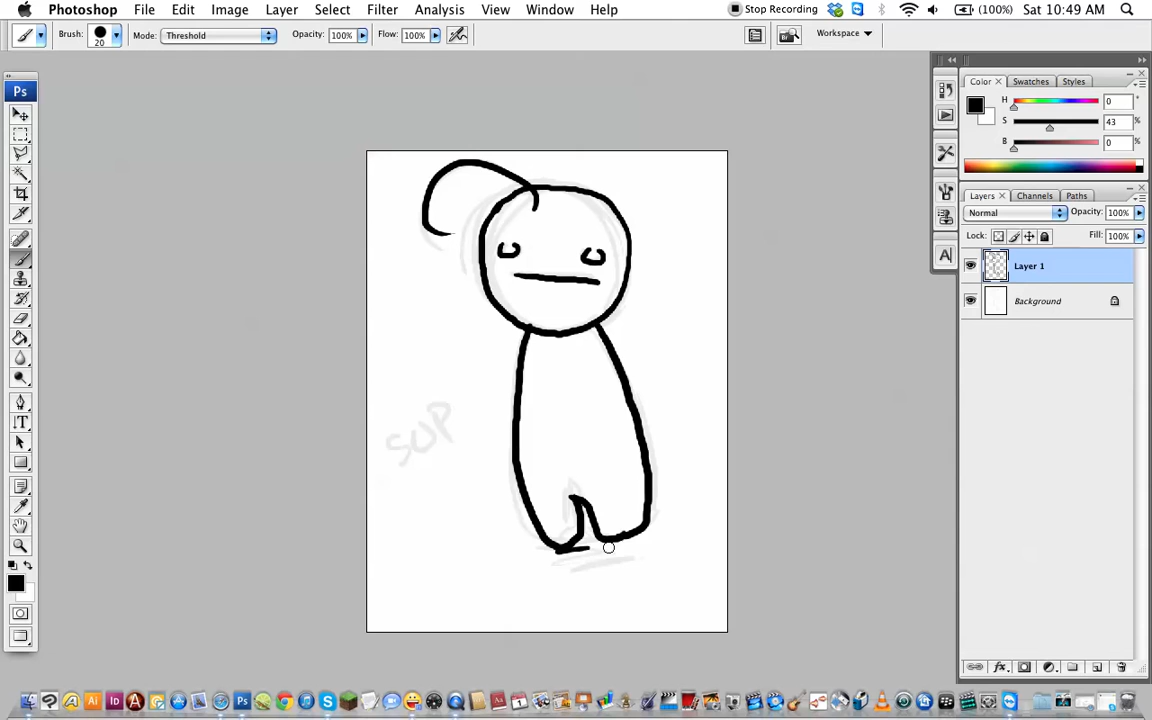 Photoshop File Edit Image Layer Select Filter Analysis View Window Help Stop Recording (100%) Sat 10:49 AM
Brush: 20 Mode: Threshold Opacity: 100% Flow: 100% Workspace
Ps
Color Swatches Styles
H 0 °
S 43 %
B 0 %
Layers Channels Paths
Normal Opacity: 100%
Lock: Fill: 100%
Layer 1
Background
SUP